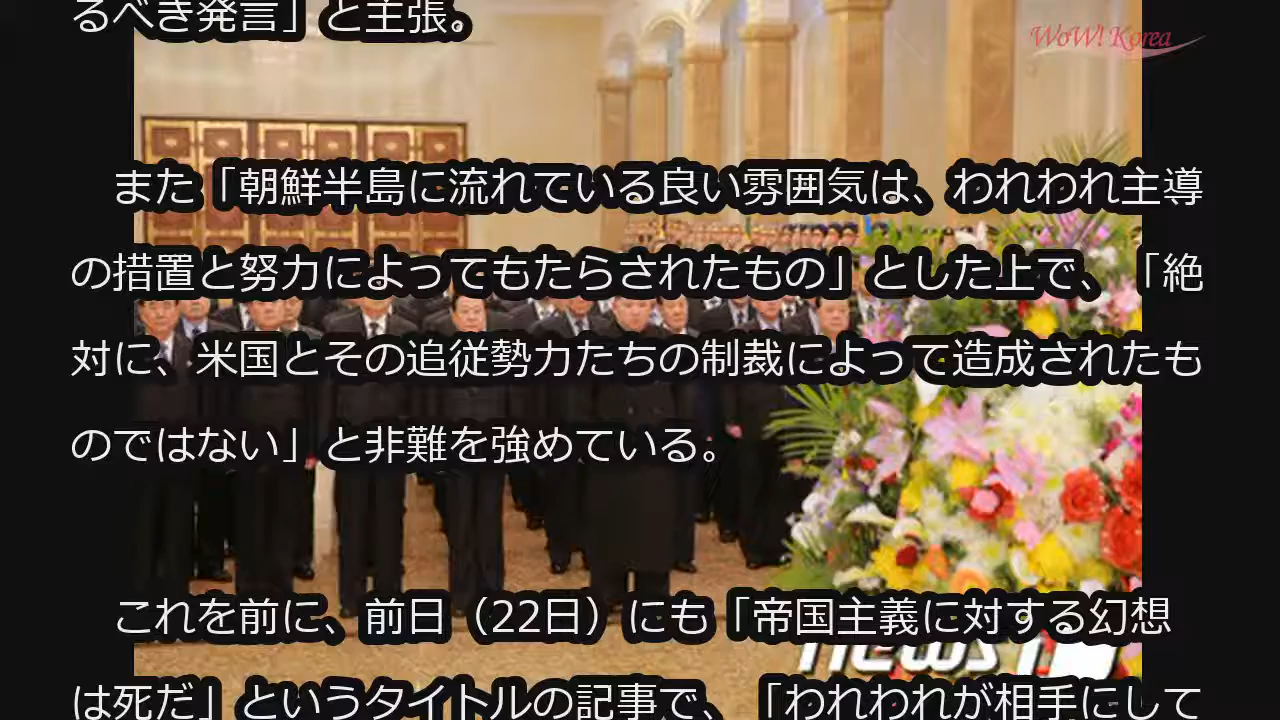 るべき発言」と主張。
WoW! Korea
また「朝鮮半島に流れている良い雰囲気は、われわれ主導
の措置と努力によってもたらされたもの」とした上で、「絶
対に、米国とその追従勢力たちの制裁によって造成されたも
のではない」と非難を強めている。
これを前に、前日（22日）にも「帝国主義に対する幻想
news1
は死だ」というタイトルの記事で、「われわれが相手にして